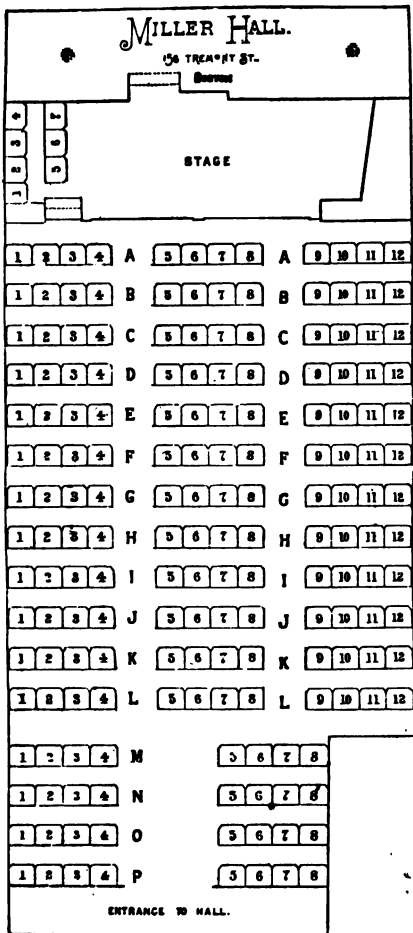 MILLER HALL.
156 TREMONT ST.
BOSTON
4 7
3 6
2 5
1
STAGE
1 2 3 4 A 5 6 7 8 A 9 10 11 12
1 2 3 4 B 5 6 7 8 B 9 10 11 12
1 2 3 4 C 5 6 7 8 C 9 10 11 12
1 2 3 4 D 5 6 7 8 D 9 10 11 12
1 2 3 4 E 5 6 7 8 E 9 10 11 12
1 2 3 4 F 5 6 7 8 F 9 10 11 12
1 2 3 4 G 5 6 7 8 G 9 10 11 12
1 2 3 4 H 5 6 7 8 H 9 10 11 12
1 2 3 4 I 5 6 7 8 I 9 10 11 12
1 2 3 4 J 5 6 7 8 J 9 10 11 12
1 2 3 4 K 5 6 7 8 K 9 10 11 12
1 2 3 4 L 5 6 7 8 L 9 10 11 12
1 2 3 4 M 5 6 7 8
1 2 3 4 N 5 6 7 8
1 2 3 4 O 5 6 7 8
1 2 3 4 P 5 6 7 8
ENTRANCE TO HALL.